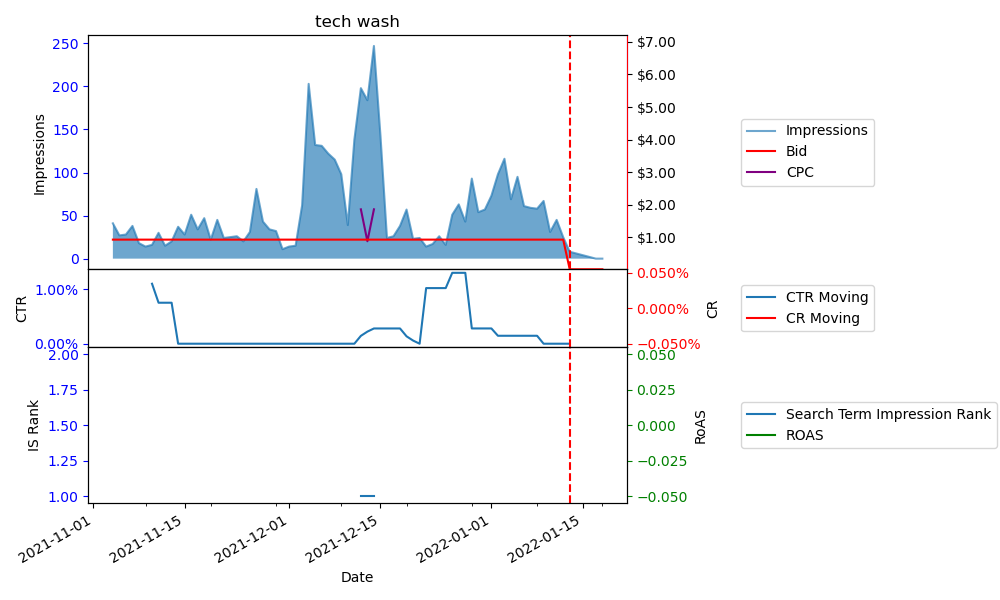 tech wash
250
200
150
100
50
0
Impressions
$7.00
$6.00
$5.00
$4.00
$3.00
$2.00
$1.00
Impressions
Bid
CPC
1.00%
0.00%
CTR
0.050%
0.000%
−0.050%
CR
CTR Moving
CR Moving
2.00
1.75
1.50
1.25
1.00
IS Rank
0.050
0.025
0.000
−0.025
−0.050
RoAS
Search Term Impression Rank
ROAS
2021-11-01
2021-11-15
2021-12-01
2021-12-15
2022-01-01
2022-01-15
Date